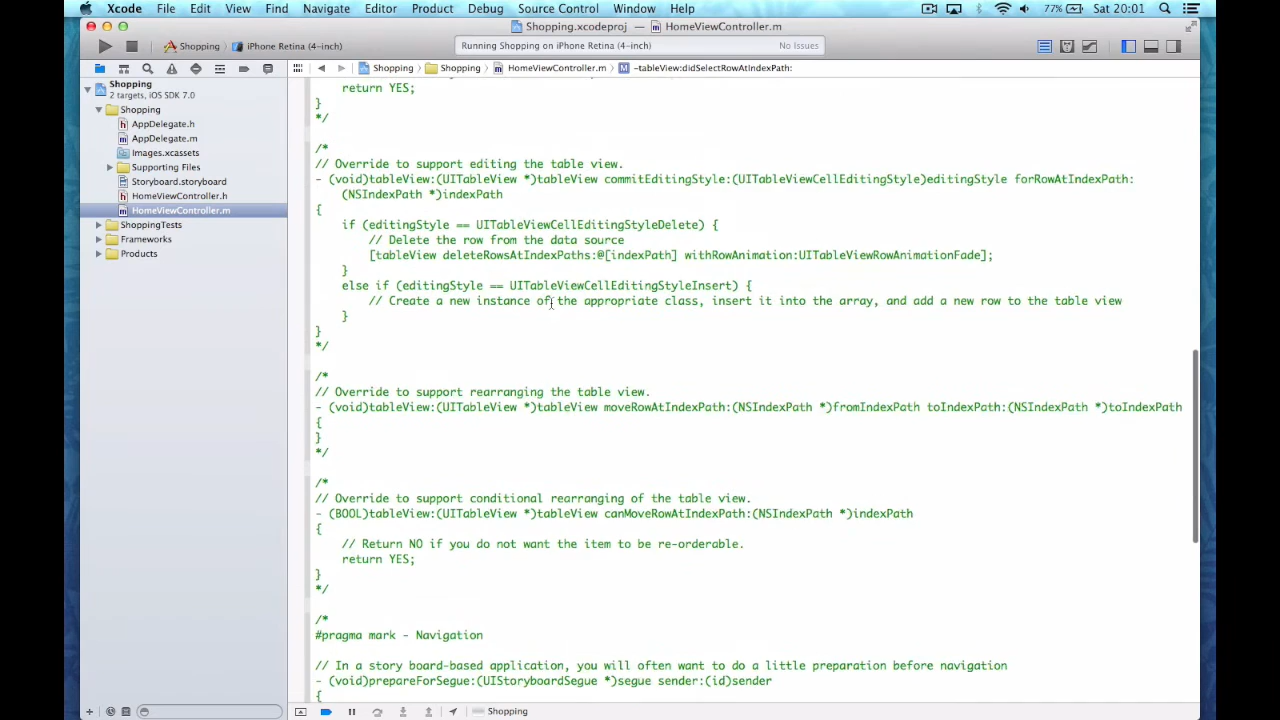 Xcode File Edit View Find Navigate Editor Product Debug Source Control Window Help 77% Sat 20:01
Shopping.xcodeproj — HomeViewController.m
Shopping iPhone Retina (4-inch) Running Shopping on iPhone Retina (4-inch) No Issues
Shopping Shopping HomeViewController.m -tableView:didSelectRowAtIndexPath:
Shopping
2 targets, iOS SDK 7.0
Shopping
AppDelegate.h
AppDelegate.m
Images.xcassets
Supporting Files
Storyboard.storyboard
HomeViewController.h
HomeViewController.m
ShoppingTests
Frameworks
Products
return YES;
}
*/
/*
// Override to support editing the table view.
- (void)tableView:(UITableView *)tableView commitEditingStyle:(UITableViewCellEditingStyle)editingStyle forRowAtIndexPath:
(NSIndexPath *)indexPath
{
if (editingStyle == UITableViewCellEditingStyleDelete) {
// Delete the row from the data source
[tableView deleteRowsAtIndexPaths:@[indexPath] withRowAnimation:UITableViewRowAnimationFade];
}
else if (editingStyle == UITableViewCellEditingStyleInsert) {
// Create a new instance of the appropriate class, insert it into the array, and add a new row to the table view
}
}
*/
/*
// Override to support rearranging the table view.
- (void)tableView:(UITableView *)tableView moveRowAtIndexPath:(NSIndexPath *)fromIndexPath toIndexPath:(NSIndexPath *)toIndexPath
{
}
*/
/*
// Override to support conditional rearranging of the table view.
- (BOOL)tableView:(UITableView *)tableView canMoveRowAtIndexPath:(NSIndexPath *)indexPath
{
// Return NO if you do not want the item to be re-orderable.
return YES;
}
*/
/*
#pragma mark - Navigation
// In a story board-based application, you will often want to do a little preparation before navigation
- (void)prepareForSegue:(UIStoryboardSegue *)segue sender:(id)sender
{
Shopping